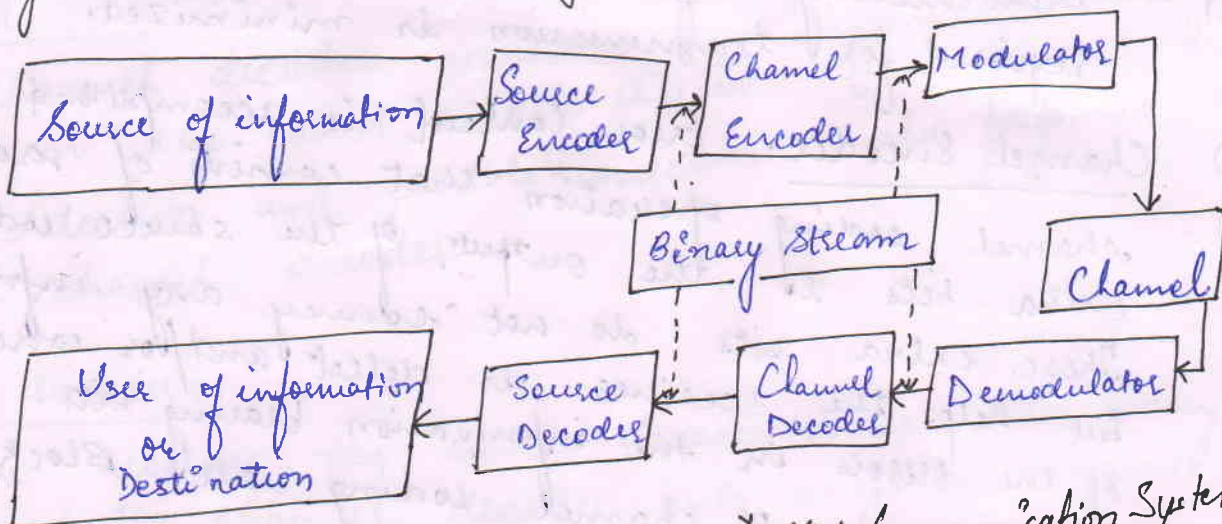 Source of information
Source
Encoder
Channel
Encoder
Modulator
Binary Stream
Channel
User of information
or
Destination
Source
Decoder
Channel
Decoder
Demodulator